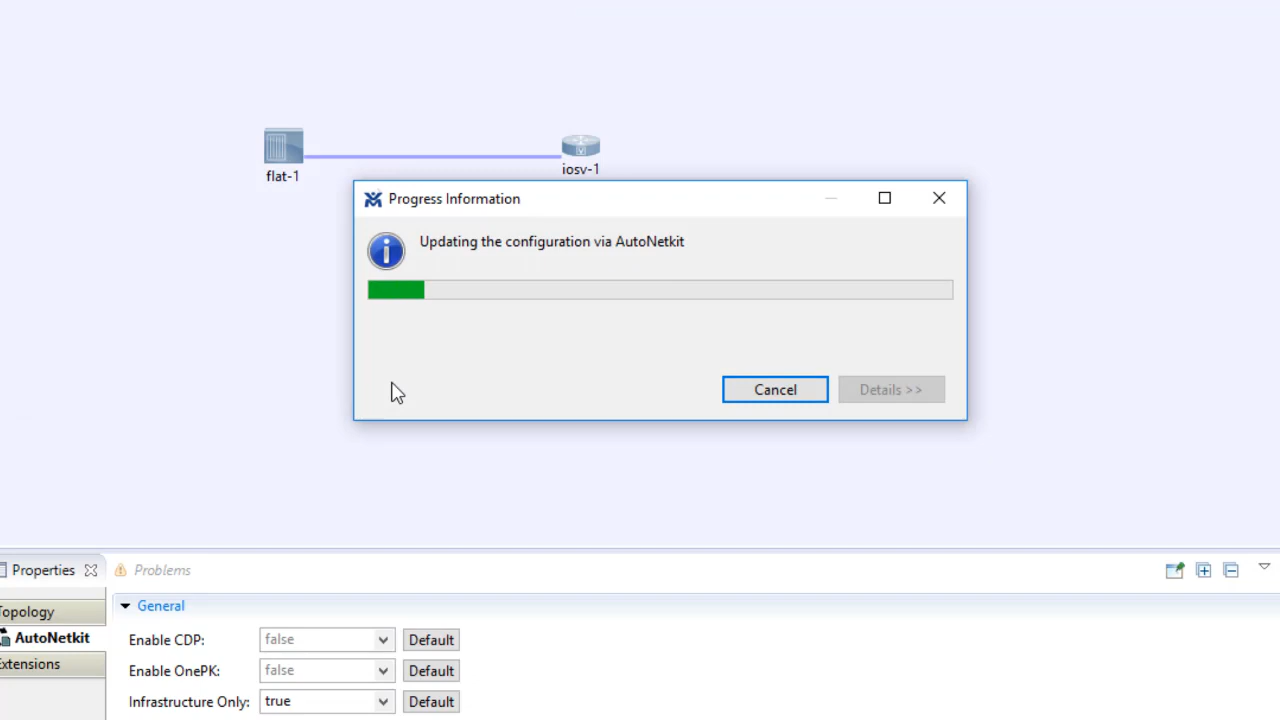 flat-1
iosv-1
Progress Information
Updating the configuration via AutoNetkit
Cancel
Details >>
Properties
Problems
Topology
General
AutoNetkit
Enable CDP:
false
Default
Extensions
Enable OnePK:
false
Default
Infrastructure Only:
true
Default